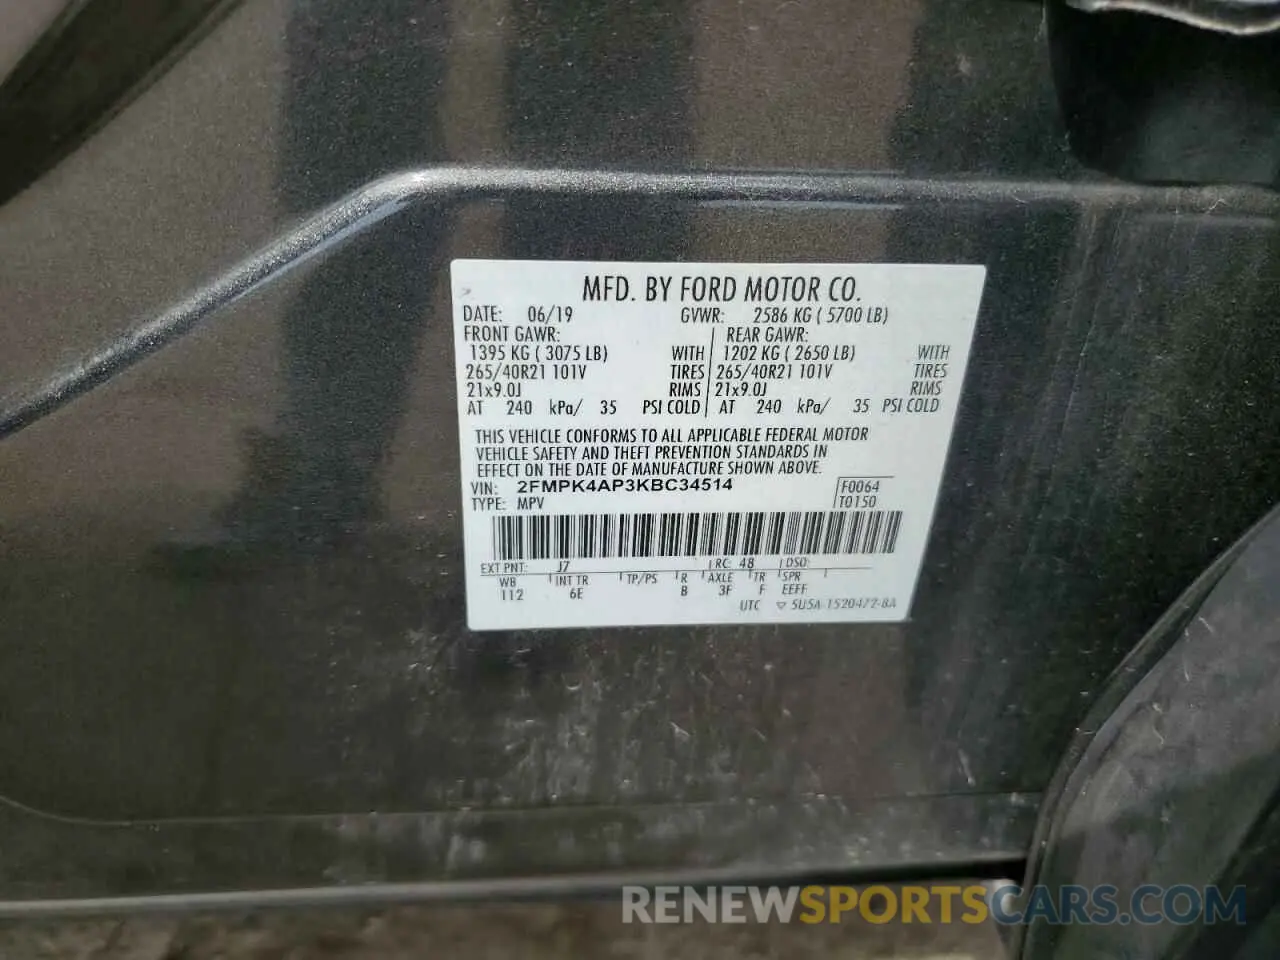 MFD. BY FORD MOTOR CO.
DATE: 06/19 GVWR: 2586 KG ( 5700 LB)
FRONT GAWR: REAR GAWR:
1395 KG ( 3075 LB) WITH 1202 KG ( 2650 LB) WITH
265/40R21 101V TIRES 265/40R21 101V TIRES
21x9.0J RIMS 21x9.0J RIMS
AT 240 kPa/ 35 PSI COLD AT 240 kPa/ 35 PSI COLD
THIS VEHICLE CONFORMS TO ALL APPLICABLE FEDERAL MOTOR
VEHICLE SAFETY AND THEFT PREVENTION STANDARDS IN
EFFECT ON THE DATE OF MANUFACTURE SHOWN ABOVE.
VIN: 2FMPK4AP3KBC34514 F0064
TYPE: MPV T0150
EXT PNT: J7 RC: 48 DSO:
WB INT TR TP/PS R AXLE TR SPR
112 6E B 3F F EEFF
UTC ▽ 5U5A-1520472-BA
RENEWSPORTSCARS.COM